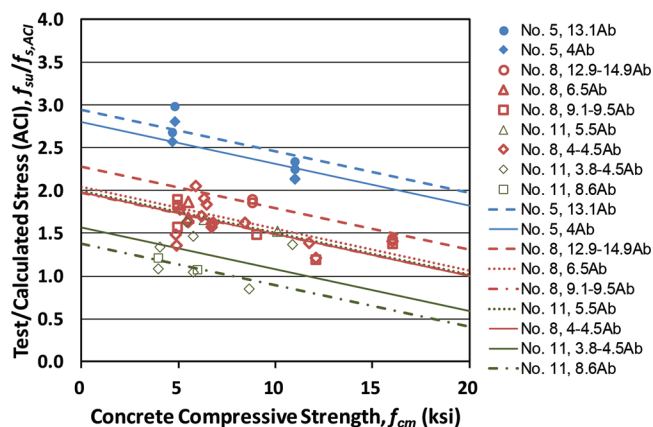 Test/Calculated Stress (ACI), fsu/fs,ACI
4.0
3.5
3.0
2.5
2.0
1.5
1.0
0.5
0.0
0
5
10
15
20
Concrete Compressive Strength, fcm (ksi)
No. 5, 13.1Ab
No. 5, 4Ab
No. 8, 12.9-14.9Ab
No. 8, 6.5Ab
No. 8, 9.1-9.5Ab
No. 11, 5.5Ab
No. 8, 4-4.5Ab
No. 11, 3.8-4.5Ab
No. 11, 8.6Ab
No. 5, 13.1Ab
No. 5, 4Ab
No. 8, 12.9-14.9Ab
No. 8, 6.5Ab
No. 8, 9.1-9.5Ab
No. 11, 5.5Ab
No. 8, 4-4.5Ab
No. 11, 3.8-4.5Ab
No. 11, 8.6Ab